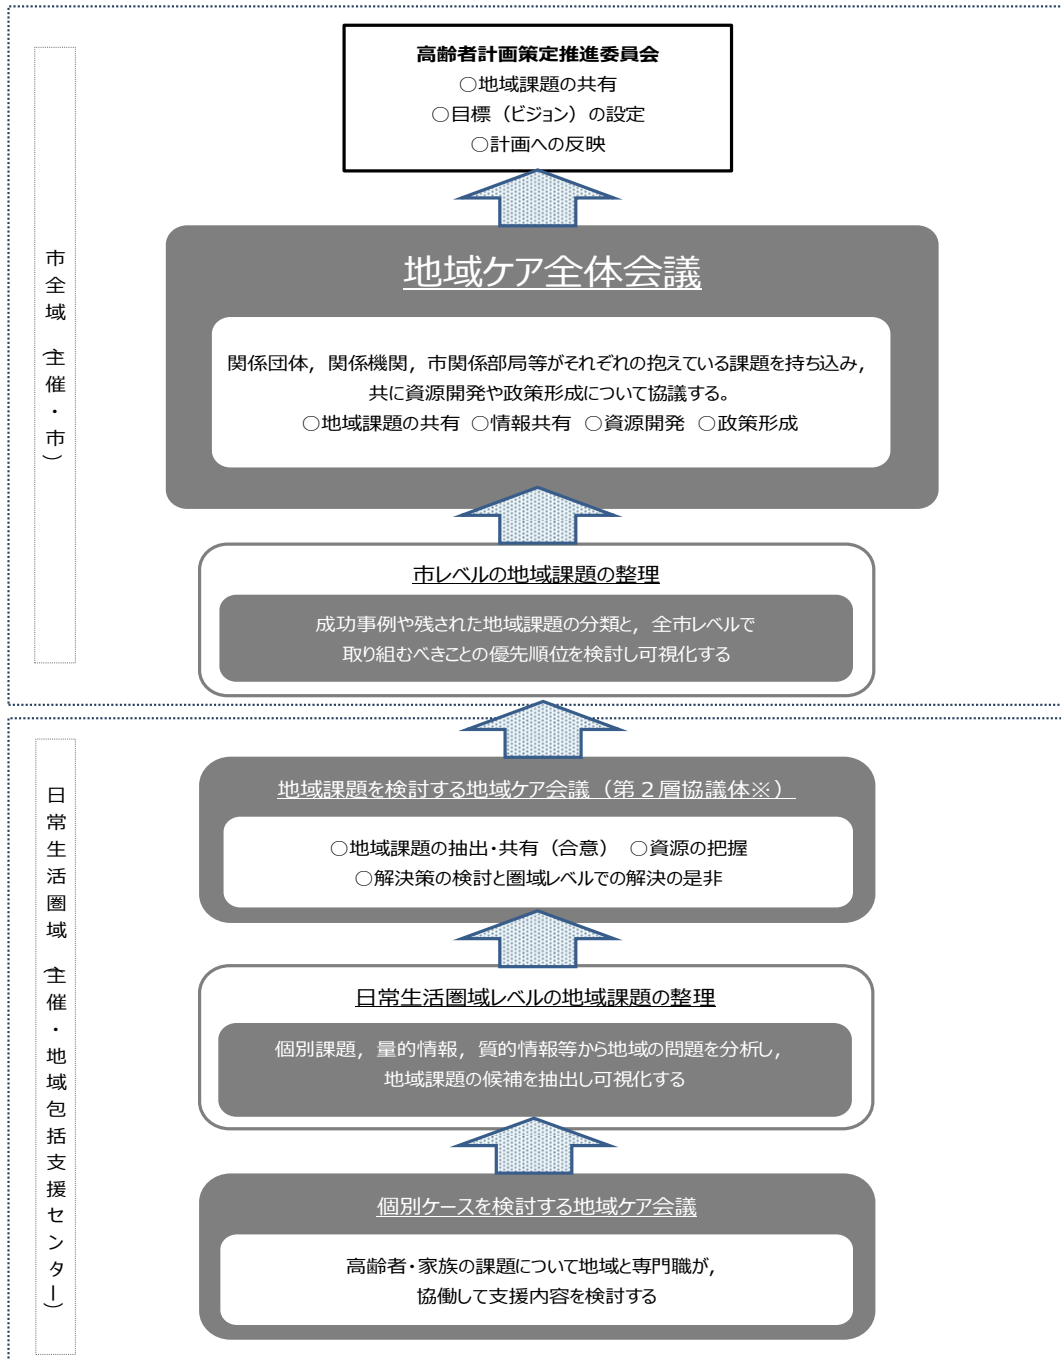 高齢者計画策定推進委員会
○地域課題の共有
○目標（ビジョン）の設定
○計画への反映
市全域（主催・市）
地域ケア全体会議
関係団体，関係機関，市関係部局等がそれぞれの抱えている課題を持ち込み，
共に資源開発や政策形成について協議する。
○地域課題の共有 ○情報共有 ○資源開発 ○政策形成
市レベルの地域課題の整理
成功事例や残された地域課題の分類と，全市レベルで
取り組むべきことの優先順位を検討し可視化する
日常生活圏域（主催・地域包括支援センター）
地域課題を検討する地域ケア会議（第２層協議体※）
○地域課題の抽出・共有（合意） ○資源の把握
○解決策の検討と圏域レベルでの解決の是非
日常生活圏域レベルの地域課題の整理
個別課題，量的情報，質的情報等から地域の問題を分析し，
地域課題の候補を抽出し可視化する
個別ケースを検討する地域ケア会議
高齢者・家族の課題について地域と専門職が，
協働して支援内容を検討する